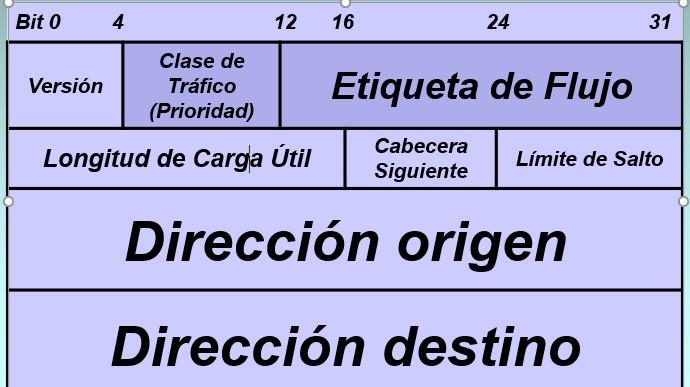 Bit 0 4 12 16 24 31
Versión
Clase de
Tráfico
(Prioridad)
Etiqueta de Flujo
Longitud de Carga Útil
Cabecera
Siguiente
Límite de Salto
Dirección origen
Dirección destino